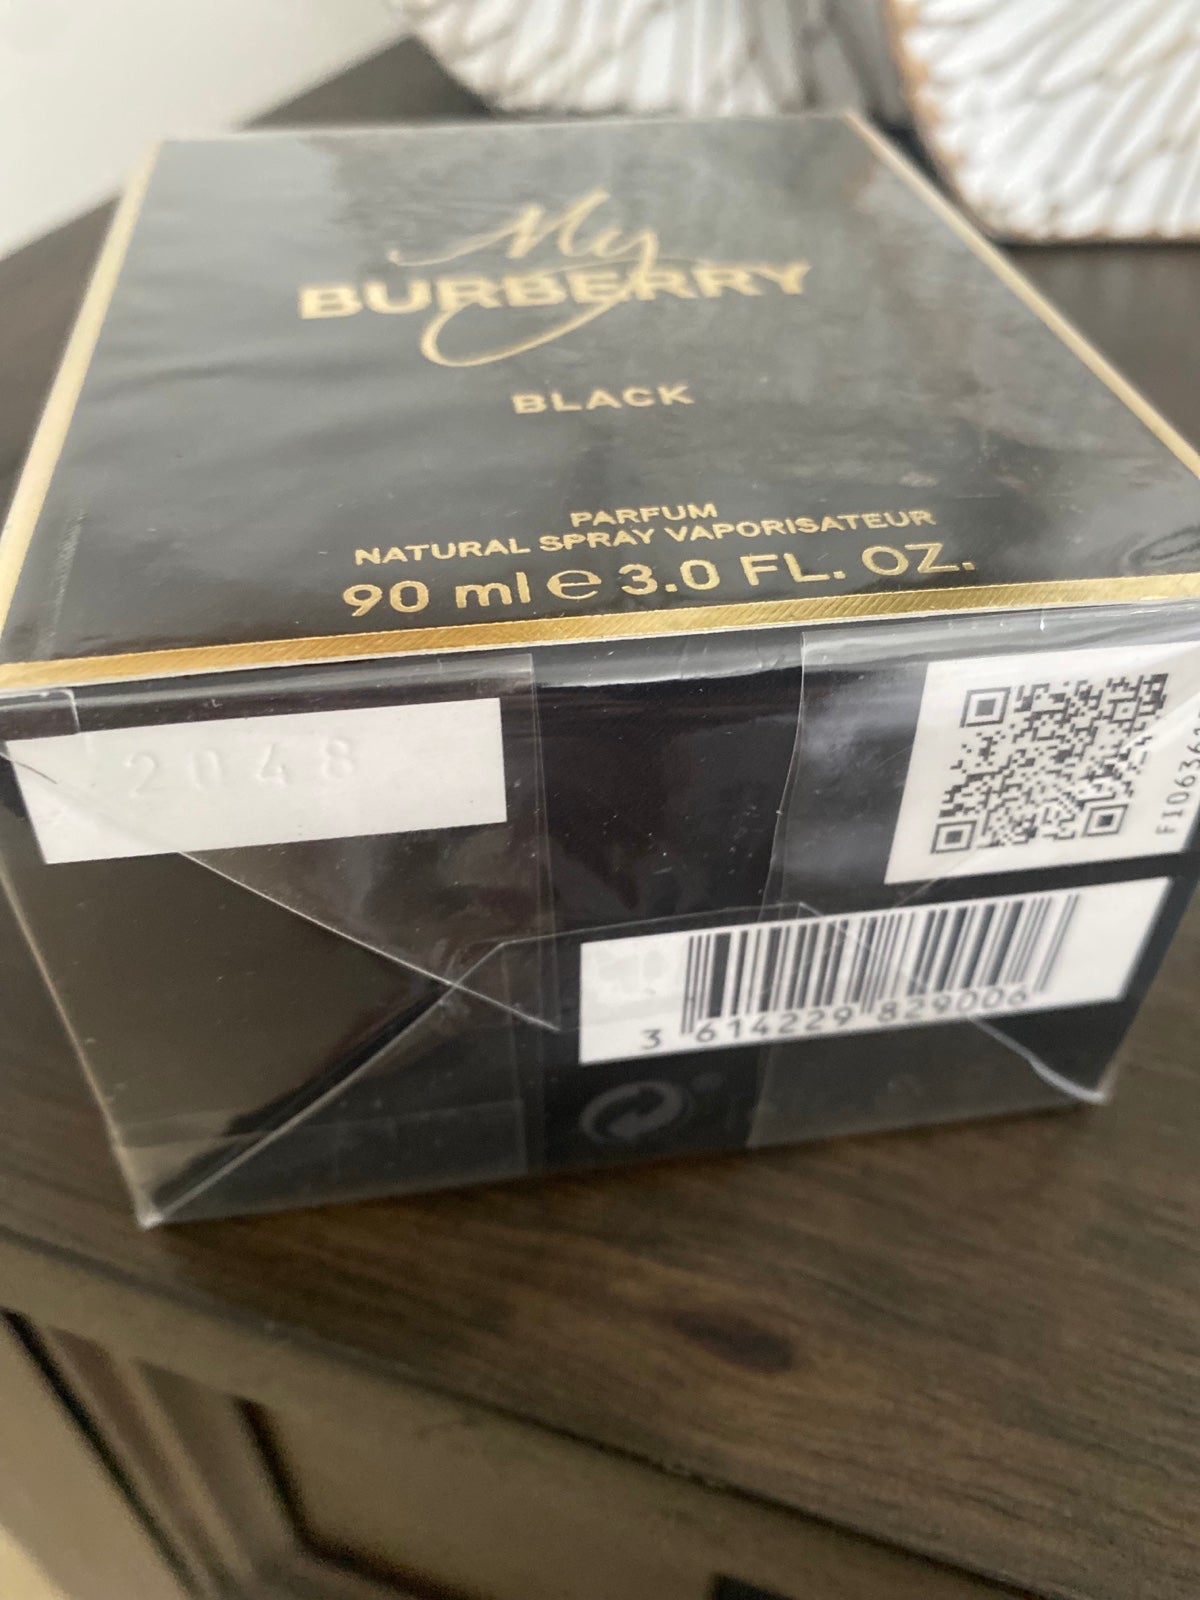 My
BURBERRY
BLACK
PARFUM
NATURAL SPRAY VAPORISATEUR
90 ml e 3.0 FL. OZ.
2048
3 614229 829006